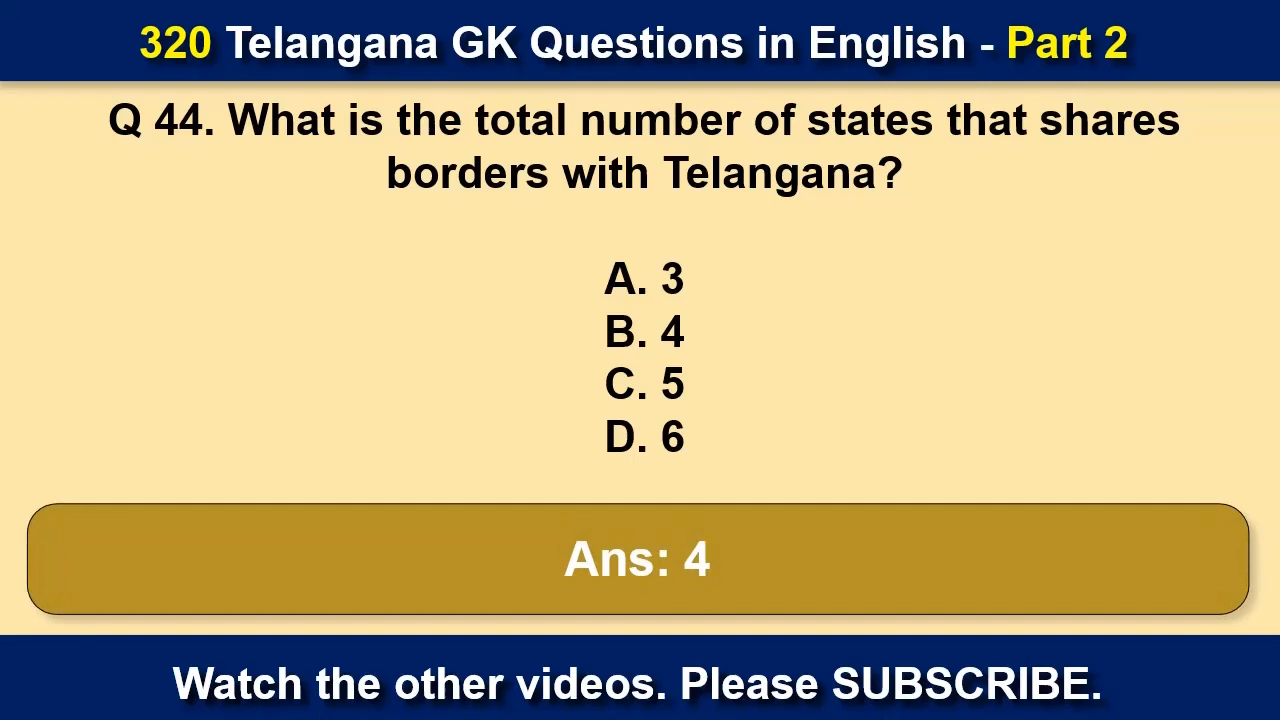 320 Telangana GK Questions in English - Part 2
Q 44. What is the total number of states that shares
borders with Telangana?
A. 3
B. 4
C. 5
D. 6
Ans: 4
Watch the other videos. Please SUBSCRIBE.